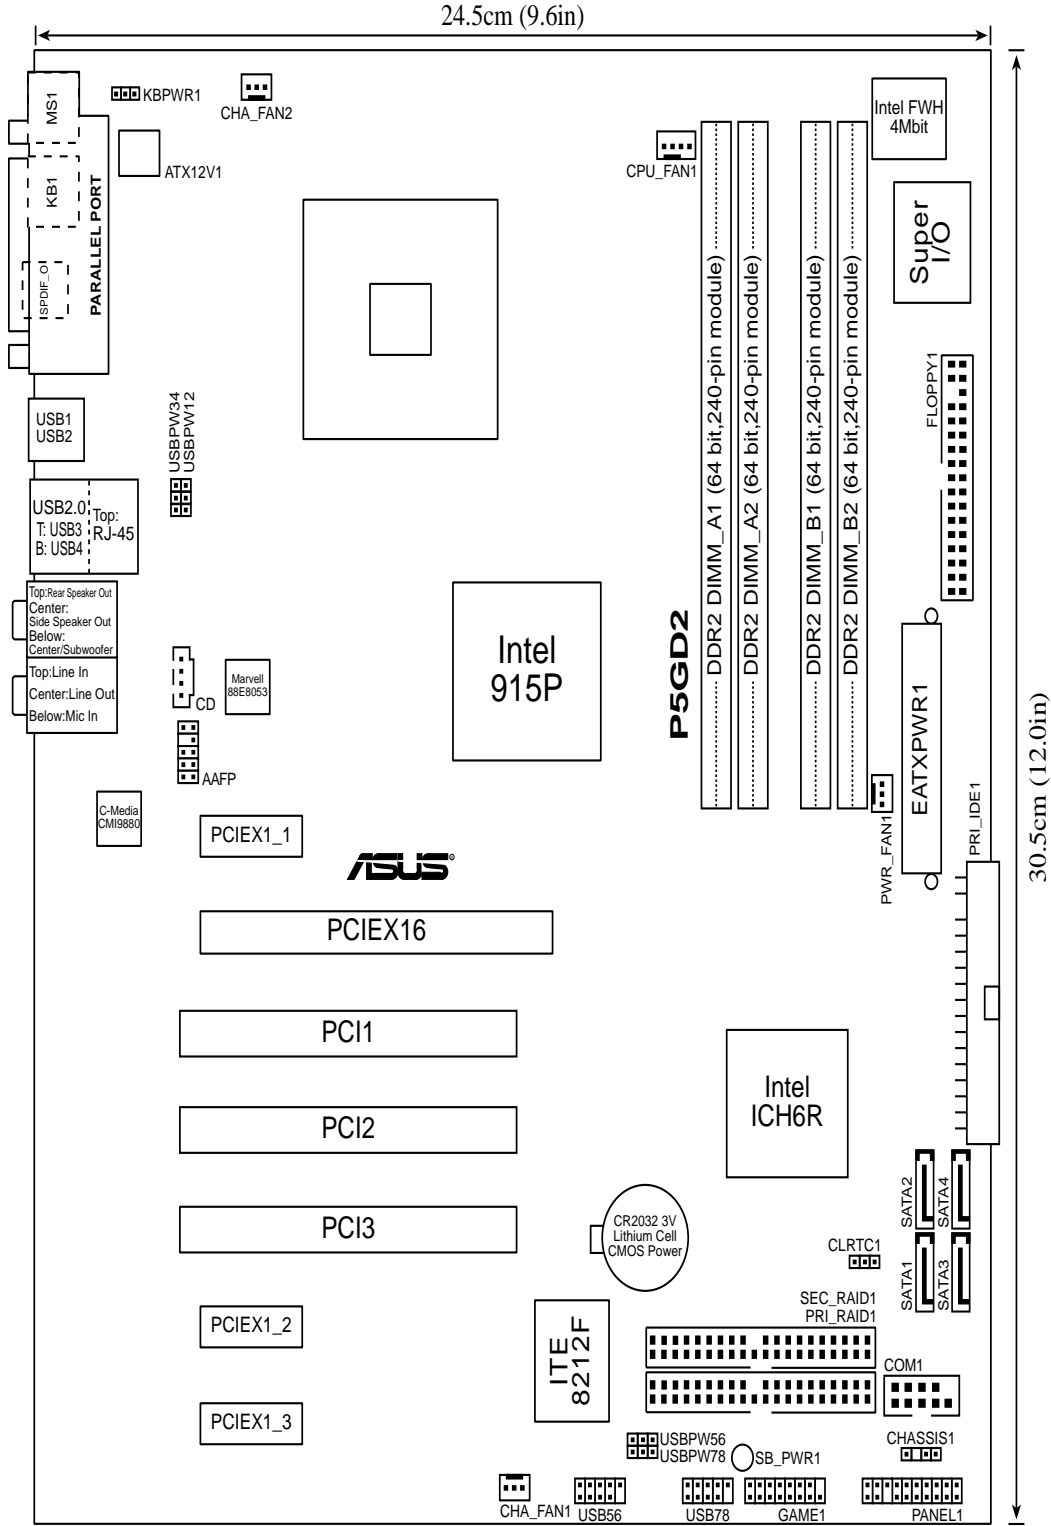 24.5cm (9.6in)
KBPWR1
CHA_FAN2
MS1
ATX12V1
KB1
PARALLEL PORT
SPDIF_O
CPU_FAN1
Intel FWH
4Mbit
Super
I/O
FLOPPY1
DDR2 DIMM_A1 (64 bit,240-pin module)
DDR2 DIMM_A2 (64 bit,240-pin module)
DDR2 DIMM_B1 (64 bit,240-pin module)
DDR2 DIMM_B2 (64 bit,240-pin module)
USB1
USB2
USBPW34
USBPW12
USB2.0
T: USB3
B: USB4
Top:
RJ-45
Top:Rear Speaker Out
Center:
Side Speaker Out
Below:
Center/Subwoofer
Top:Line In
Center:Line Out
Below:Mic In
CD
Marvell
88E8053
AAFP
Intel
915P
P5GD2
EATXPWR1
PWR_FAN1
PRI_IDE1
30.5cm (12.0in)
C-Media
CMI9880
PCIEX1_1
ASUS®
PCIEX16
PCI1
PCI2
PCI3
Intel
ICH6R
SATA2
SATA4
SATA1
SATA3
CR2032 3V
Lithium Cell
CMOS Power
CLRTC1
SEC_RAID1
PRI_RAID1
PCIEX1_2
ITE
8212F
COM1
PCIEX1_3
USBPW56
USBPW78
SB_PWR1
CHASSIS1
CHA_FAN1
USB56
USB78
GAME1
PANEL1